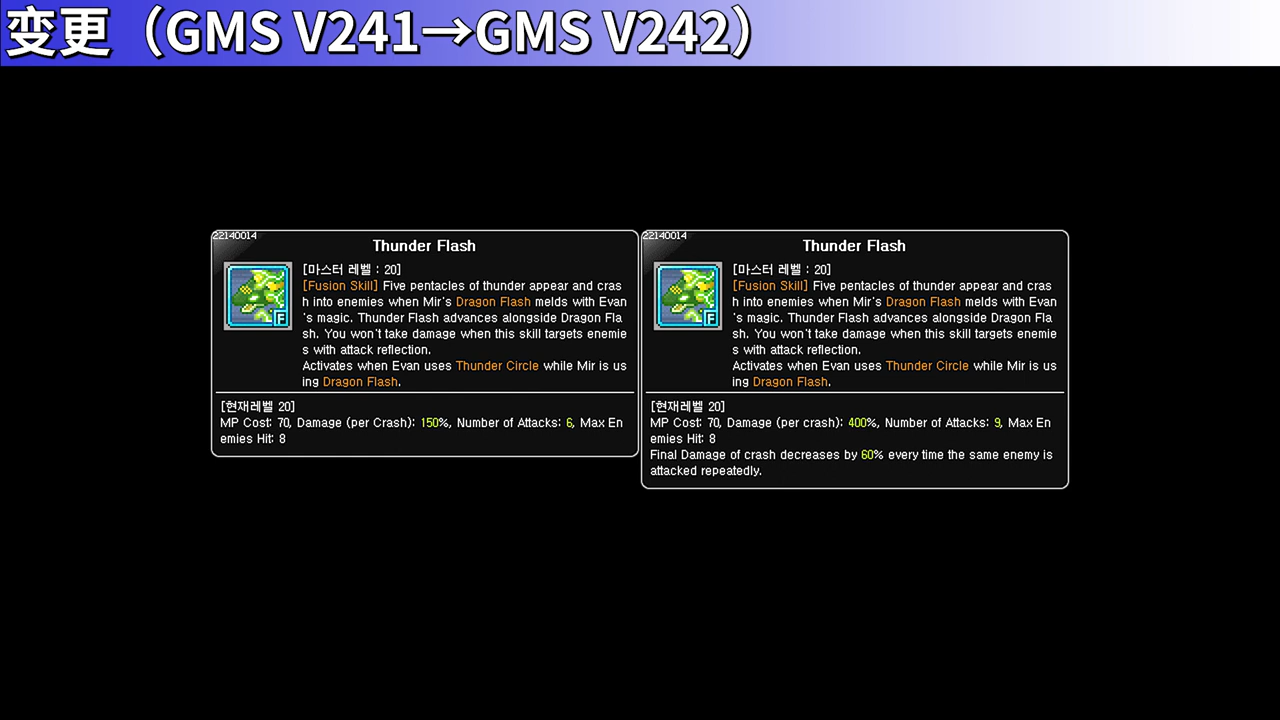 变更（GMS V241→GMS V242）
22140014
Thunder Flash
[마스터 레벨 : 20]
[Fusion Skill] Five pentacles of thunder appear and cras
h into enemies when Mir's Dragon Flash melds with Evan
's magic. Thunder Flash advances alongside Dragon Fla
sh. You won't take damage when this skill targets enemie
s with attack reflection.
Activates when Evan uses Thunder Circle while Mir is us
ing Dragon Flash.
F
[현재레벨 20]
MP Cost: 70, Damage (per Crash): 150%, Number of Attacks: 6, Max En
emies Hit: 8
22140014
Thunder Flash
[마스터 레벨 : 20]
[Fusion Skill] Five pentacles of thunder appear and cras
h into enemies when Mir's Dragon Flash melds with Evan
's magic. Thunder Flash advances alongside Dragon Fla
sh. You won't take damage when this skill targets enemie
s with attack reflection.
Activates when Evan uses Thunder Circle while Mir is us
ing Dragon Flash.
F
[현재레벨 20]
MP Cost: 70, Damage (per crash): 400%, Number of Attacks: 9, Max En
emies Hit: 8
Final Damage of crash decreases by 60% every time the same enemy is
attacked repeatedly.